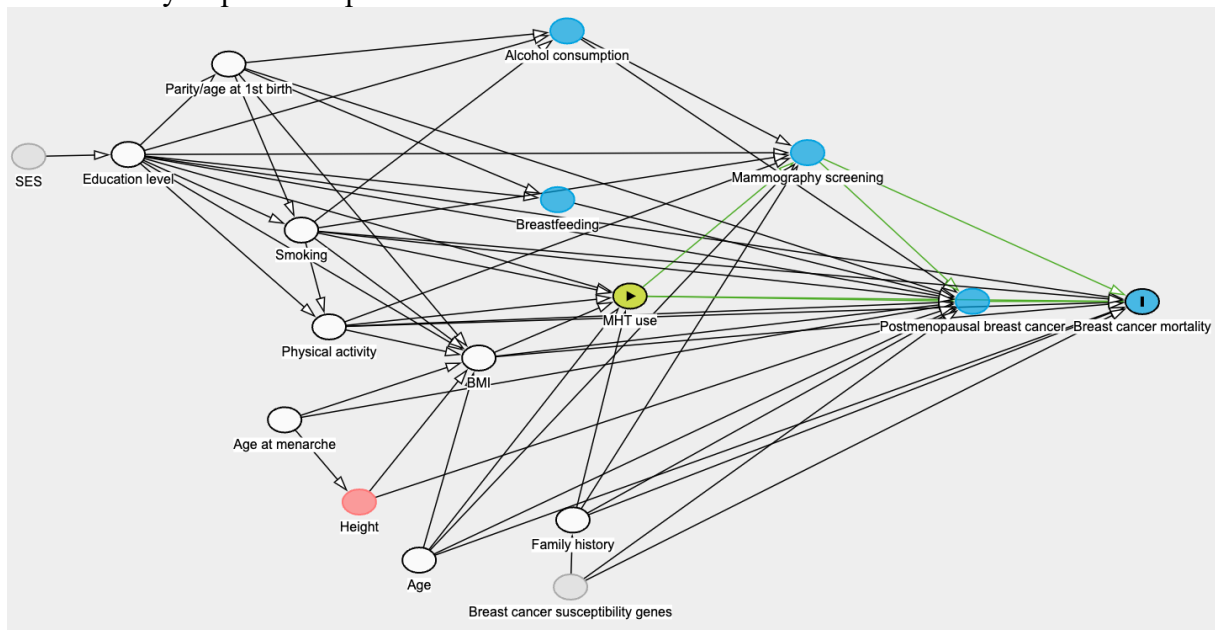 Alcohol consumption
Parity/age at 1st birth
SES
Education level
Mammography screening
Breastfeeding
Smoking
MHT use
Postmenopausal breast cancer
Breast cancer mortality
Physical activity
BMI
Age at menarche
Height
Family history
Age
Breast cancer susceptibility genes